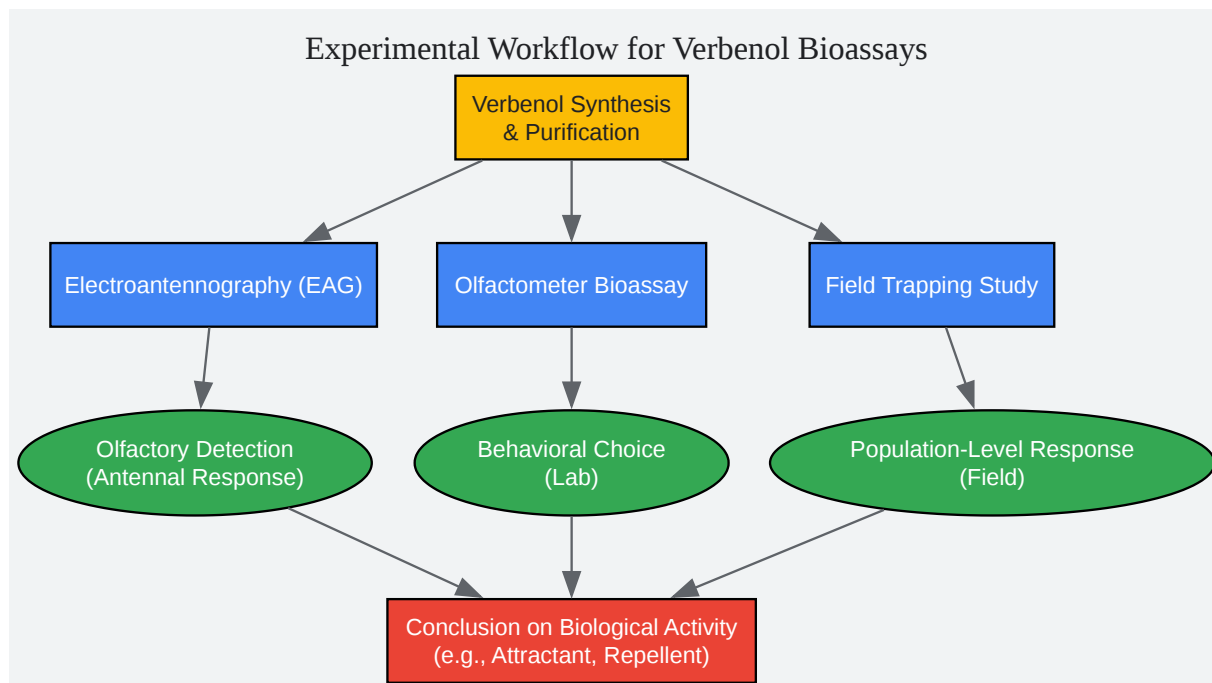 Experimental Workflow for Verbenol Bioassays
Verbenol Synthesis
& Purification
Electroantennography (EAG)
Olfactometer Bioassay
Field Trapping Study
Olfactory Detection
(Antennal Response)
Behavioral Choice
(Lab)
Population-Level Response
(Field)
Conclusion on Biological Activity
(e.g., Attractant, Repellent)